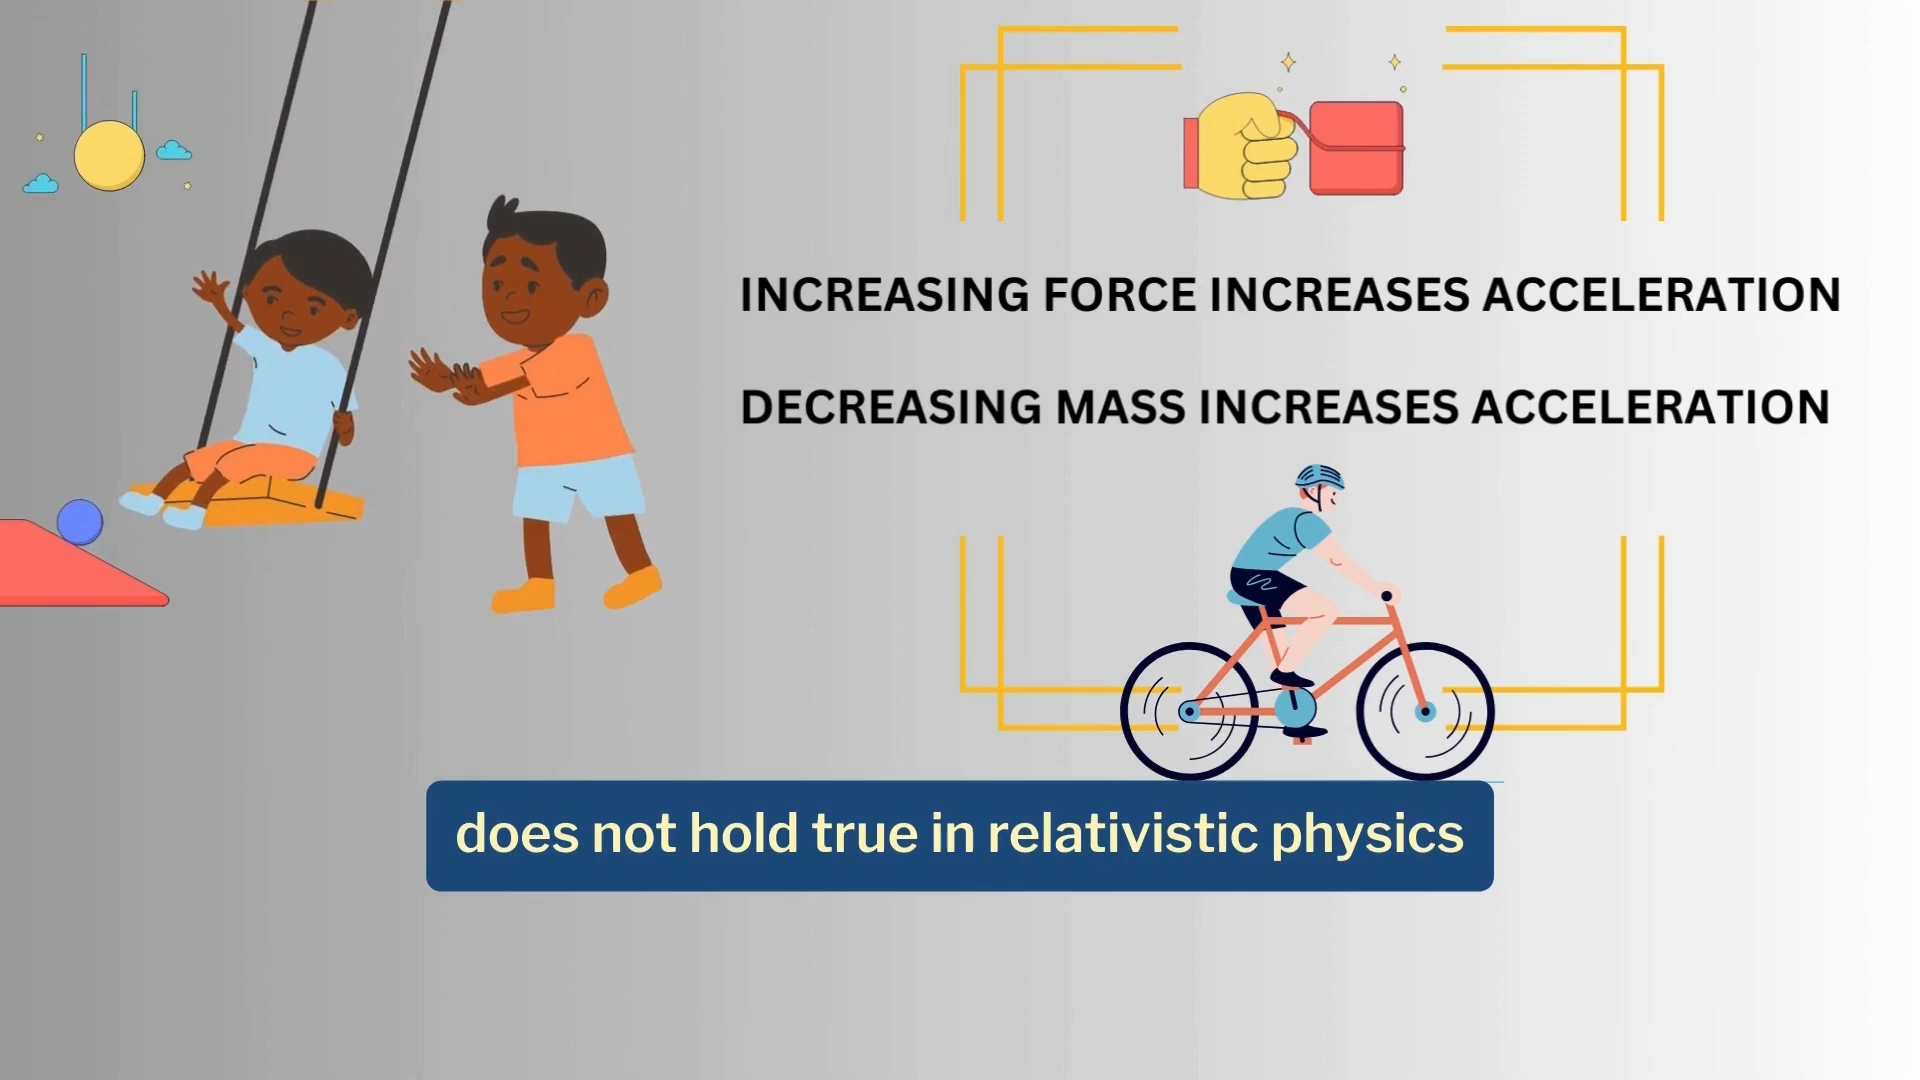 INCREASING FORCE INCREASES ACCELERATION
DECREASING MASS INCREASES ACCELERATION
does not hold true in relativistic physics